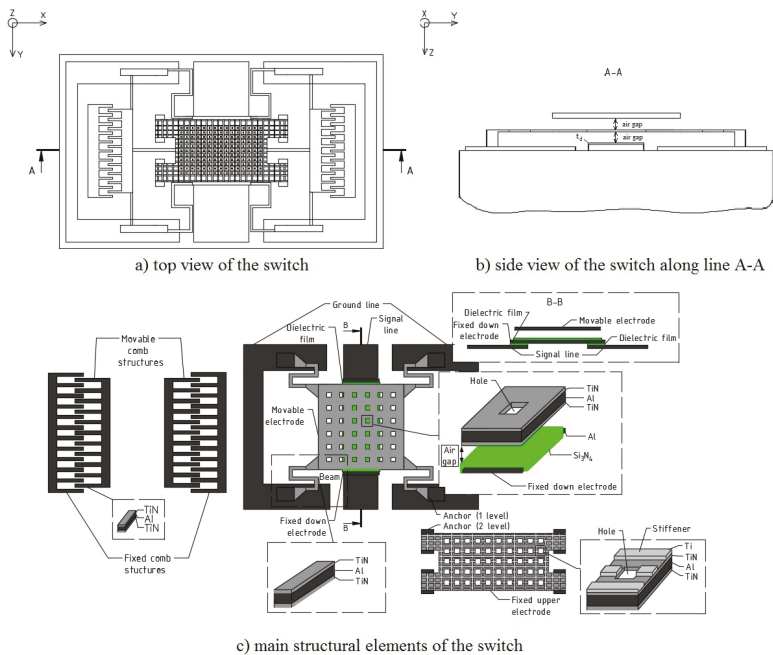 Z
X
Y
A
A
a) top view of the switch
X
Y
Z
A-A
air gap
td
air gap
b) side view of the switch along line A-A
Movable
comb
structures
TiN
Al
TiN
Fixed comb
stuctures
Ground line
Dielectric
film
B
Signal
line
Movable
electrode
Beam
Fixed down
electrode
B
Anchor (1 level)
Anchor (2 level)
TiN
Al
TiN
B-B
Dielectric film
Fixed down
electrode
Movable electrode
Dielectric film
Signal line
Hole
TiN
Al
TiN
Al
Si3N4
Air
gap
Fixed down electrode
Fixed upper
electrode
Hole
Stiffener
Ti
TiN
Al
TiN
c) main structural elements of the switch